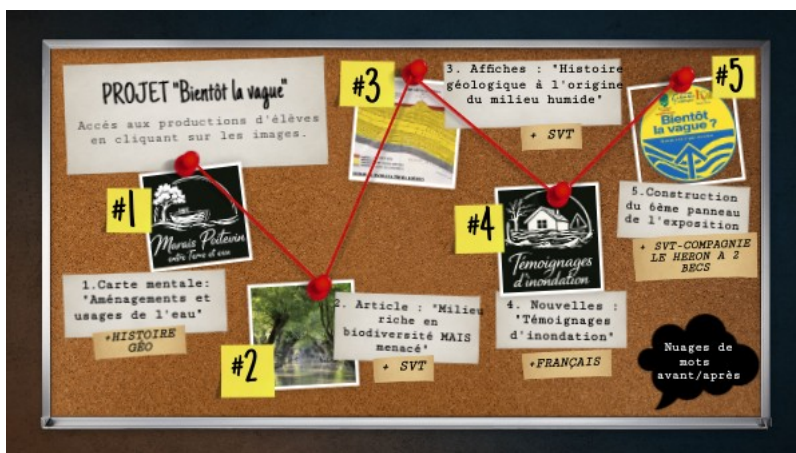 PROJET "Bientôt la vague"
Accés aux productions d'élèves
en cliquant sur les images.
#1
Marais Poitevin
entre Terre et eau
1.Carte mentale:
"Aménagements et
usages de l'eau"
+HISTOIRE
GÉO
#2
2. Article : "Milieu
riche en
biodiversité MAIS
menacé"
+ SVT
#3
3. Affiches : "Histoire
géologique à l'origine
du milieu humide"
+ SVT
#4
Témoignages
d'inondation
4. Nouvelles :
"Témoignages
d'inondation"
+FRANÇAIS
#5
Bientôt
la vague ?
5.Construction
du 6ème panneau
de l'exposition
+ SVT-COMPAGNIE
LE HERON A 2
BECS
Nuages de
mots
avant/après